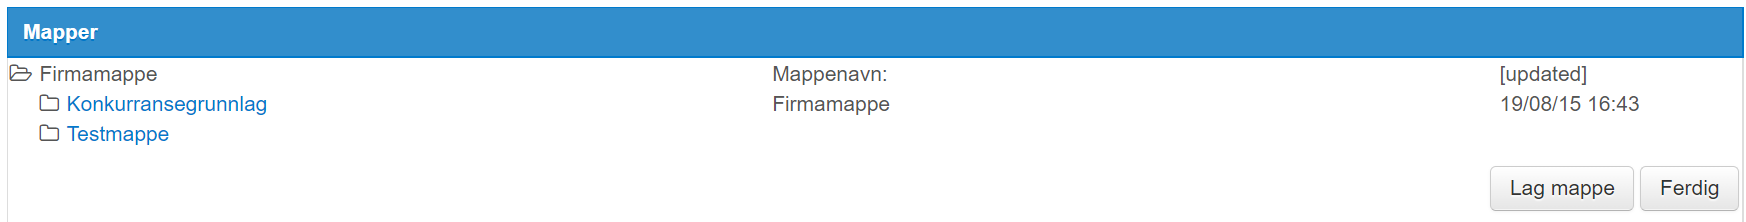 Mapper
Firmamappe Mappenavn: [updated]
Konkurransegrunnlag Firmamappe 19/08/15 16:43
Testmappe
Lag mappe Ferdig